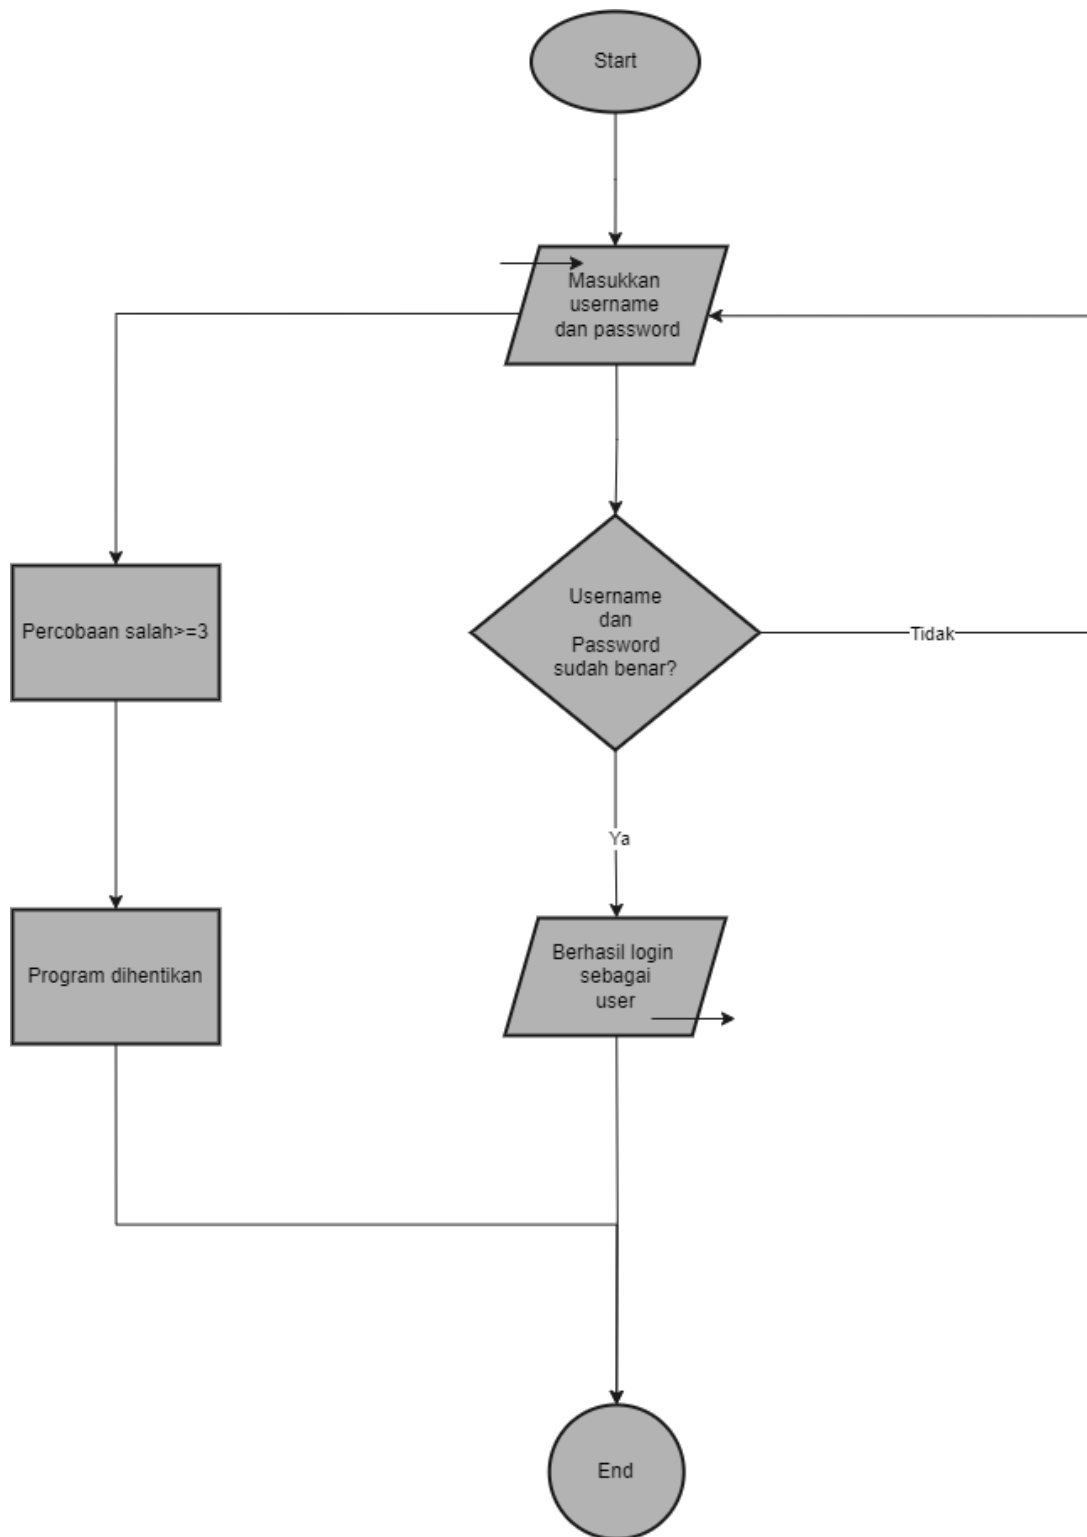 Start
Masukkan
username
dan password
Percobaan salah>=3
Username
dan
Password
sudah benar?
Tidak
Ya
Program dihentikan
Berhasil login
sebagai
user
End